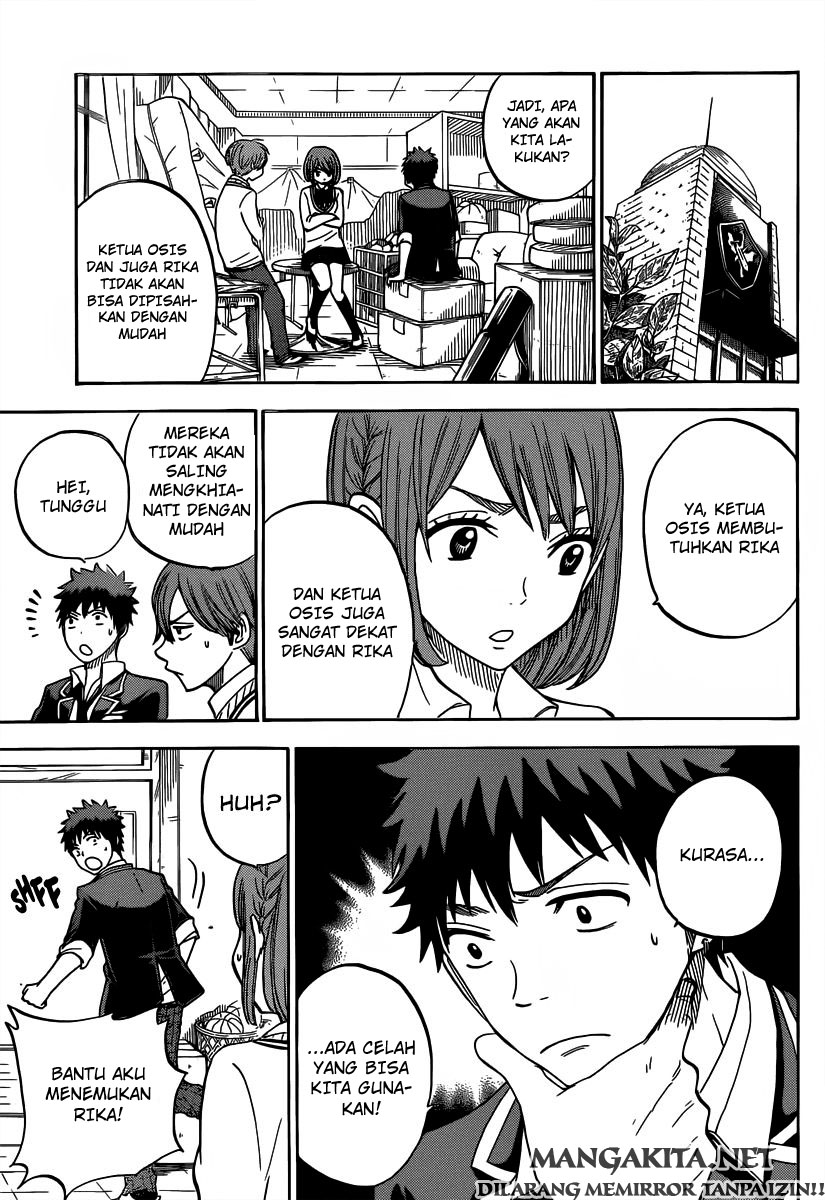 JADI, APA
YANG AKAN
KITA LA-
KUKAN?
KETUA OSIS
DAN JUGA RIKA
TIDAK AKAN
BISA DIPISAH-
KAN DENGAN
MUDAH
YA, KETUA
OSIS MEMBU-
TUHKAN RIKA
DAN KETUA
OSIS JUGA
SANGAT DEKAT
DENGAN RIKA
MEREKA
TIDAK AKAN
SALING
MENGKHIA-
NATI DENGAN
MUDAH
HEI,
TUNGGU
KURASA...
...ADA CELAH
YANG BISA
KITA GUNA-
KAN!
HUH?
SHFF
BANTU AKU
MENEMUKAN
RIKA!
MANGAKITA.NET
DILARANG MEMIRROR TANPA IZIN!!